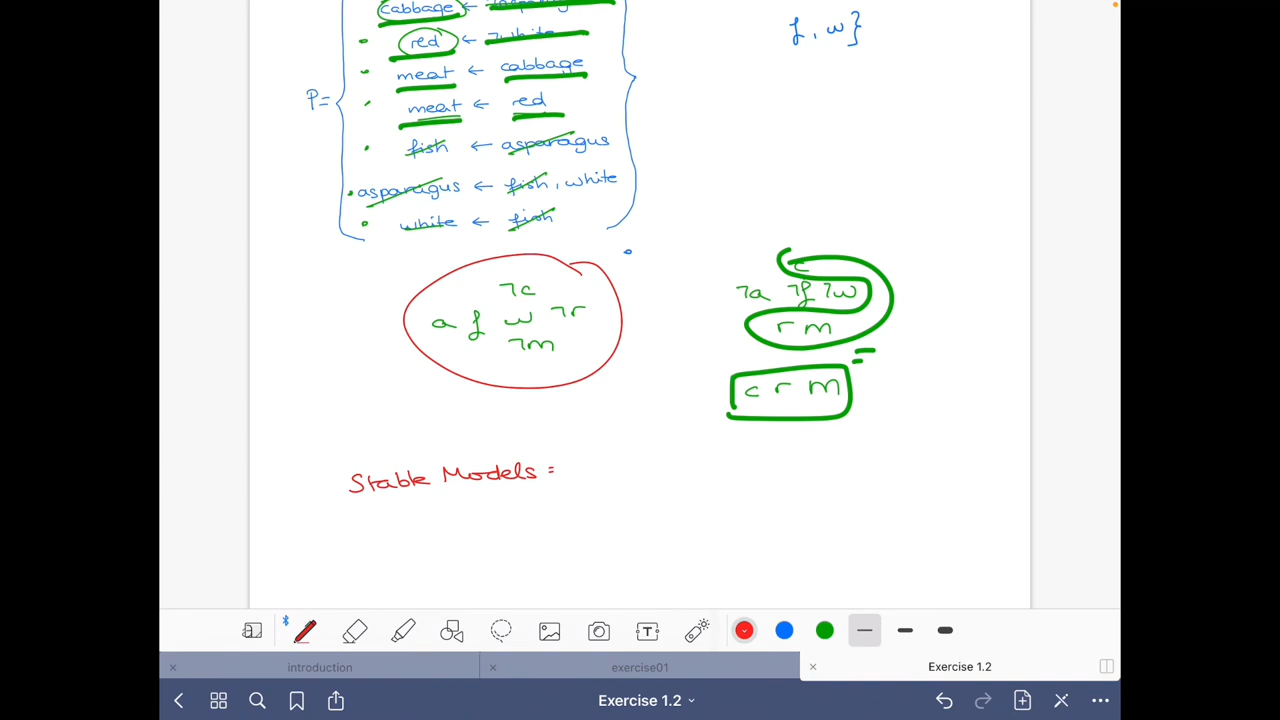 cabbage ← ¬asparagus
f, w}
red ← ¬white
meat ← cabbage
P = {
meat ← red
fish ← asparagus
asparagus ← fish, white
white ← fish
¬c
a f w ¬r
¬m
c
¬a ¬f ¬w
r m
c r m
Stable Models =
introduction
exercise01
Exercise 1.2
Exercise 1.2